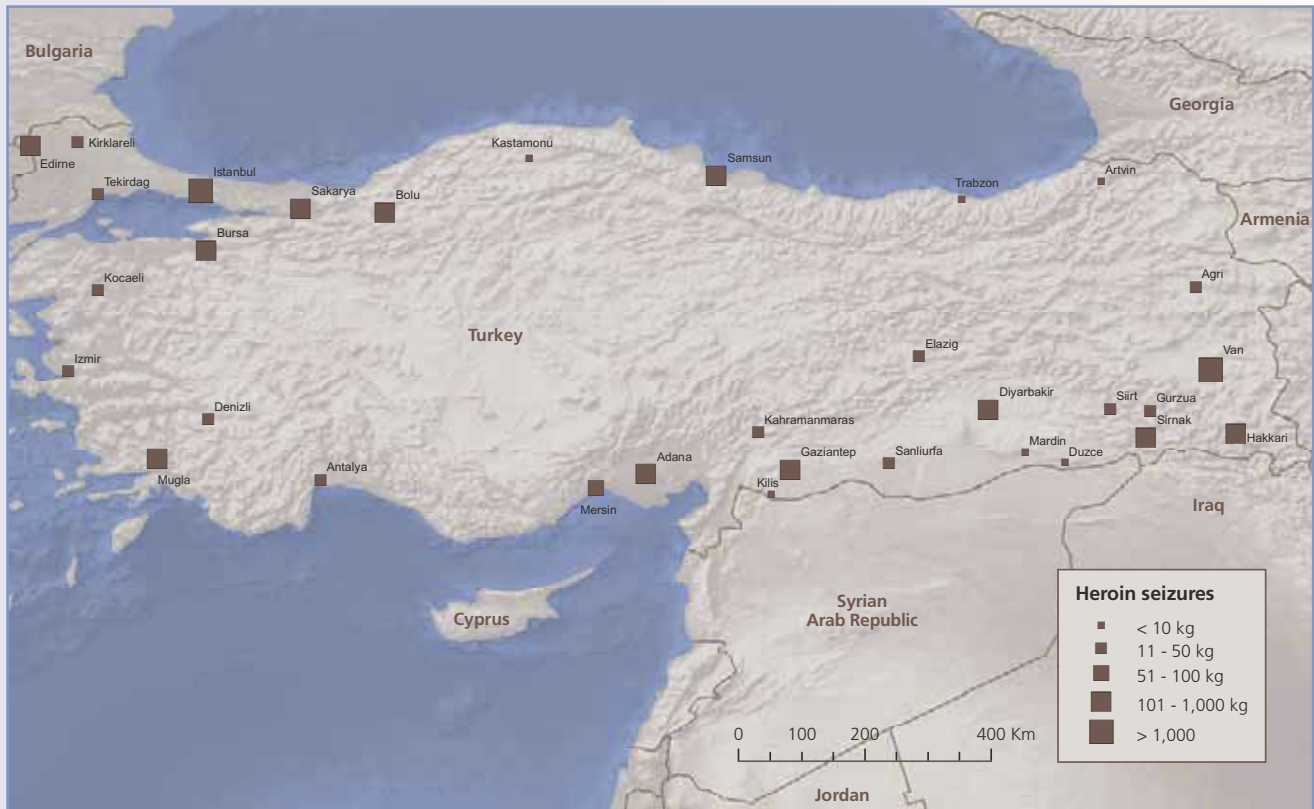 Bulgaria
Georgia
Kirklareli
Kastamonu
Edirne
Samsun
Istanbul
Artvin
Tekirdag
Sakarya
Bolu
Trabzon
Armenia
Bursa
Kocaeli
Agri
Turkey
Elazig
Van
Izmir
Diyarbakir
Siirt
Gurzua
Denizli
Kahramanmaras
Sirnak
Hakkari
Mardin
Duzce
Gaziantep
Sanliurfa
Adana
Antalya
Mugla
Kilis
Mersin
Iraq
Heroin seizures
< 10 kg
11 - 50 kg
51 - 100 kg
101 - 1,000 kg
> 1,000
Cyprus
Syrian
Arab Republic
0 100 200 400 Km
Jordan